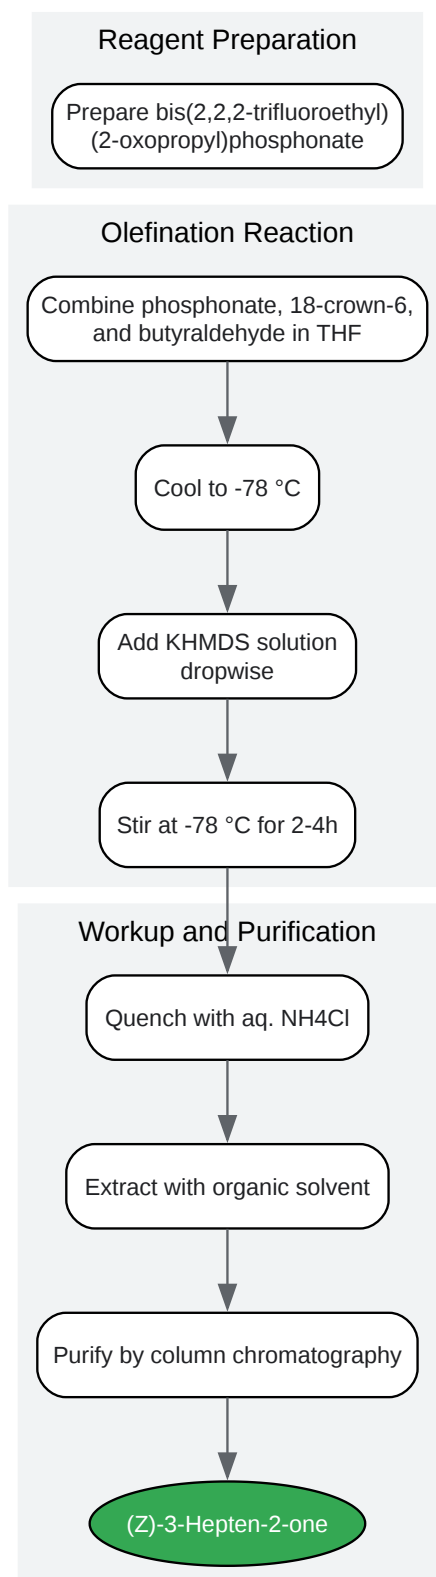 Reagent Preparation
Prepare bis(2,2,2-trifluoroethyl)
(2-oxopropyl)phosphonate
Olefination Reaction
Combine phosphonate, 18-crown-6,
and butyraldehyde in THF
Cool to -78 °C
Add KHMDS solution
dropwise
Stir at -78 °C for 2-4h
Workup and Purification
Quench with aq. NH4Cl
Extract with organic solvent
Purify by column chromatography
(Z)-3-Hepten-2-one